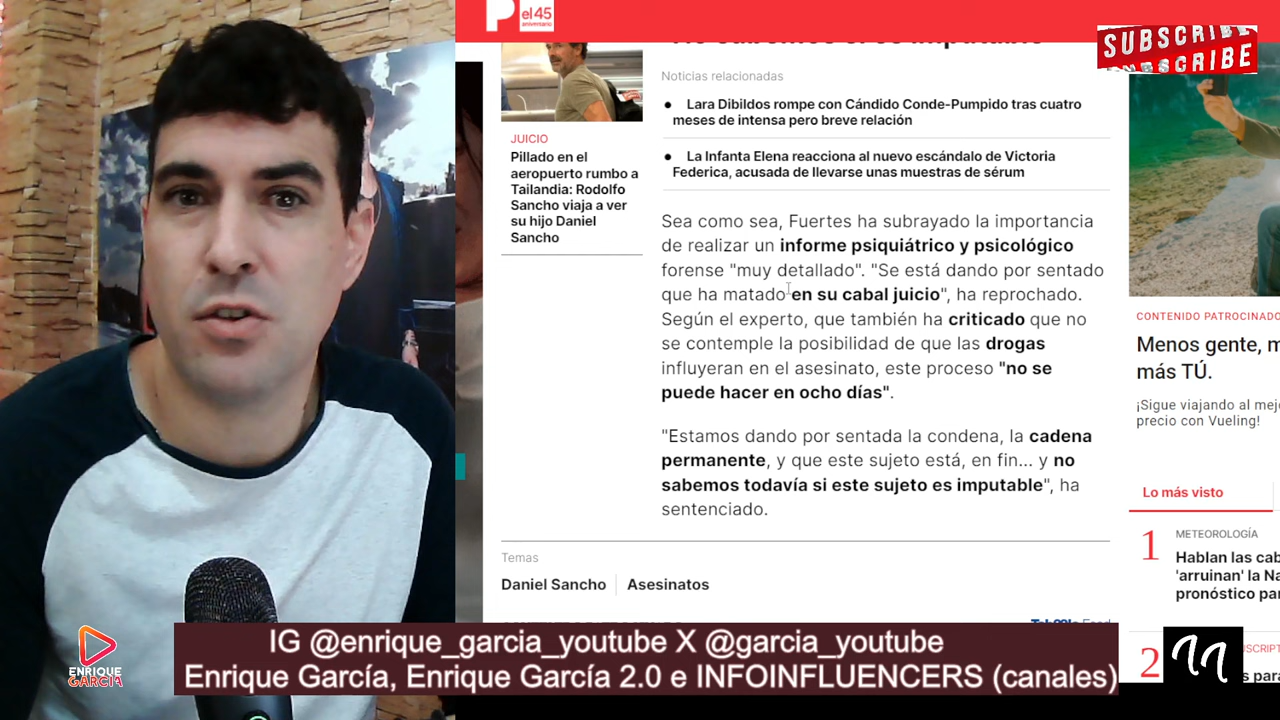 el 45
aniversario
SUBSCRIBE
SUBSCRIBE
Noticias relacionadas
Lara Dibildos rompe con Cándido Conde-Pumpido tras cuatro
meses de intensa pero breve relación
La Infanta Elena reacciona al nuevo escándalo de Victoria
Federica, acusada de llevarse unas muestras de sérum
JUICIO
Pillado en el
aeropuerto rumbo a
Tailandia: Rodolfo
Sancho viaja a ver
su hijo Daniel
Sancho
Sea como sea, Fuertes ha subrayado la importancia
de realizar un informe psiquiátrico y psicológico
forense "muy detallado". "Se está dando por sentado
que ha matado en su cabal juicio", ha reprochado.
Según el experto, que también ha criticado que no
se contemple la posibilidad de que las drogas
influyeran en el asesinato, este proceso "no se
puede hacer en ocho días".
"Estamos dando por sentada la condena, la cadena
permanente, y que este sujeto está, en fin... y no
sabemos todavía si este sujeto es imputable", ha
sentenciado.
Temas
Daniel Sancho
Asesinatos
CONTENIDO PATROCINADO
Menos gente, m
más TÚ.
¡Sigue viajando al mej
precio con Vueling!
Lo más visto
1
METEOROLOGÍA
Hablan las cab
'arruinan' la Na
pronóstico par
2
USCRIPT
s para
ENRIQUE
GARCÍA
IG @enrique_garcia_youtube X @garcia_youtube
Enrique García, Enrique García 2.0 e INFOINFLUENCERS (canales)